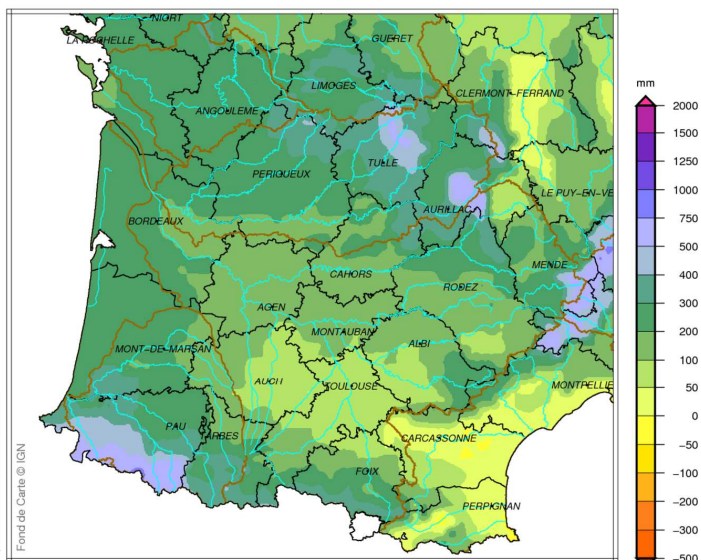 NIORT
LA ROCHELLE
GUERET
LIMOGES
CLERMONT-FERRAND
ANGOULEME
TULLE
PERIGUEUX
AURILLAC
LE PUY-EN-VE
BORDEAUX
MENDE
CAHORS
RODEZ
AGEN
MONTAUBAN
ALBI
MONT-DE-MARSAN
AUCH
TOULOUSE
MONTPELLIE
PAU
TARBES
CARCASSONNE
FOIX
PERPIGNAN
Fond de Carte © IGN
mm
2000
1500
1250
1000
750
500
400
300
200
100
50
0
-50
-100
-200
-300
-500